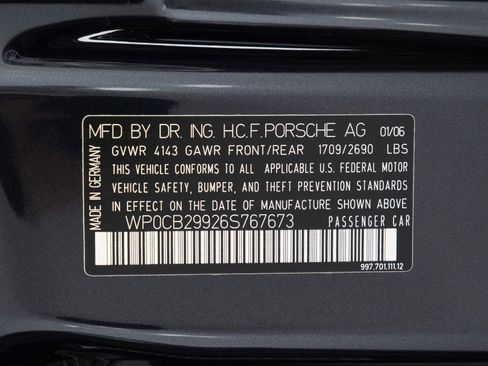 MFD BY DR. ING. H.C.F.PORSCHE AG 01/06
GVWR 4143 GAWR FRONT/REAR 1709/2690 LBS
THIS VEHICLE CONFORMS TO ALL APPLICABLE U.S. FEDERAL MOTOR
VEHICLE SAFETY, BUMPER, AND THEFT PREVENTION STANDARDS
IN EFFECT ON THE DATE OF MANUFACTURE SHOWN ABOVE.
WP0CB29926S767673 PASSENGER CAR
997.701.111.12
MADE IN GERMANY